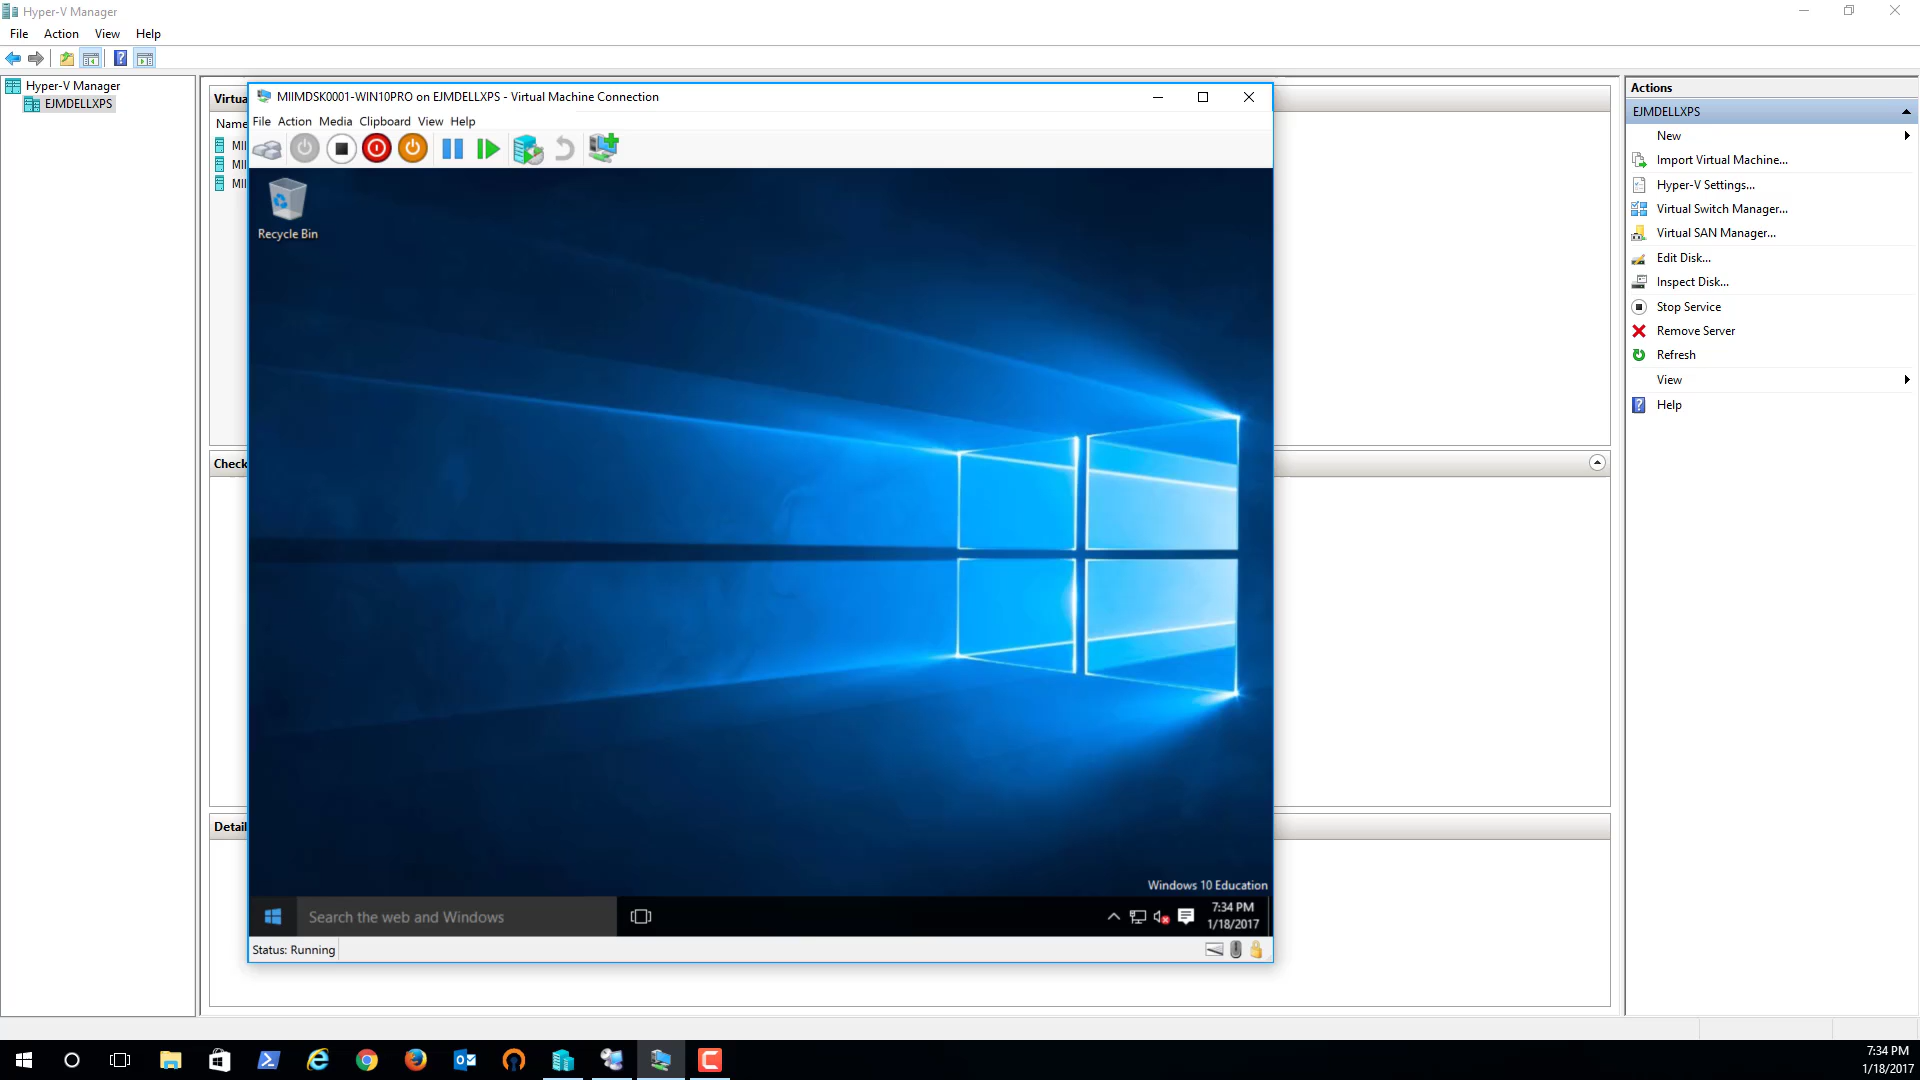 Hyper-V Manager
File Action View Help
Hyper-V Manager
EJMDELLXPS
Virtua
Name
MII
MII
MII
Check
Detail
MIIMDSK0001-WIN10PRO on EJMDELLXPS - Virtual Machine Connection
File Action Media Clipboard View Help
Recycle Bin
Windows 10 Education
Search the web and Windows
7:34 PM
1/18/2017
Status: Running
Actions
EJMDELLXPS
New
Import Virtual Machine...
Hyper-V Settings...
Virtual Switch Manager...
Virtual SAN Manager...
Edit Disk...
Inspect Disk...
Stop Service
Remove Server
Refresh
View
Help
7:34 PM
1/18/2017